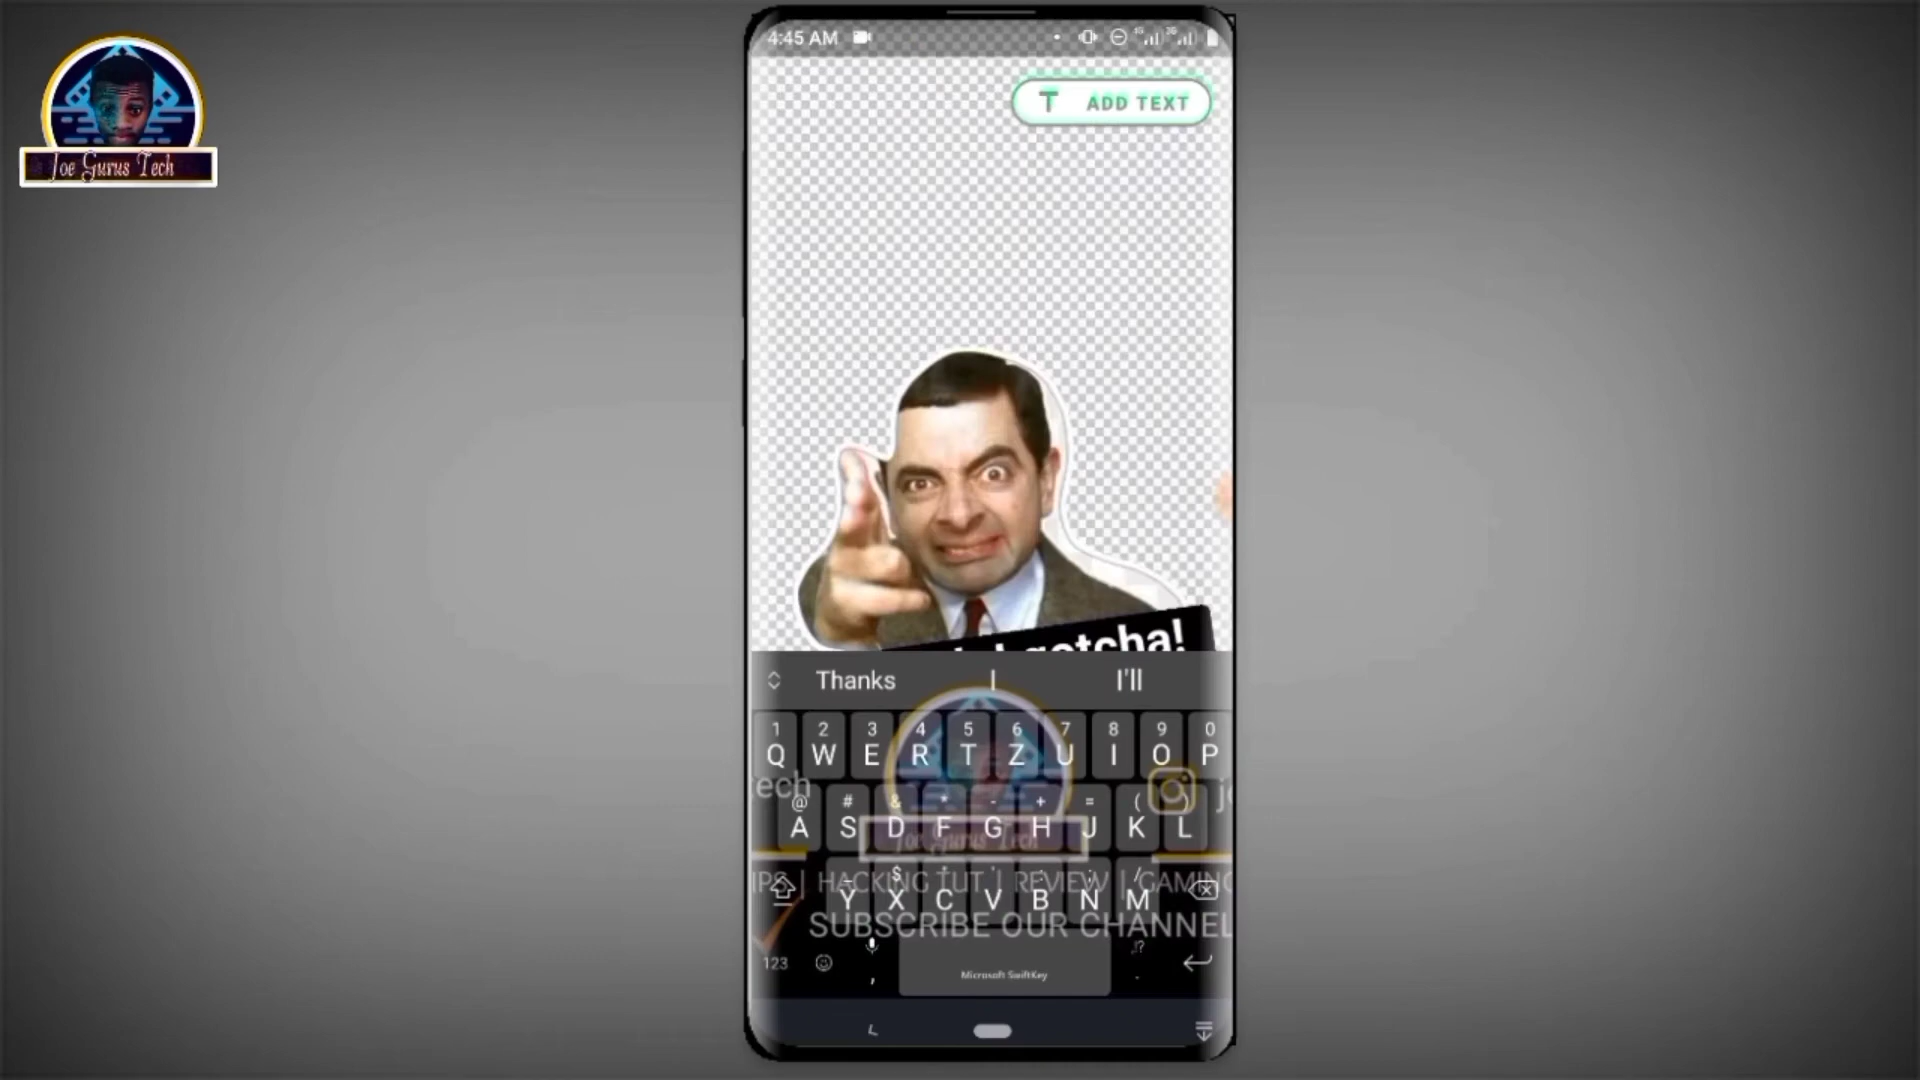 4:45 AM
T ADD TEXT
Joe Gurus Tech
gotcha!
Thanks I I'll
1 2 3 4 5 6 7 8 9 0
Q W E R T Z U I O P
ech
@ # & * - + = ( )
A S D F G H J K L
Joe Gurus Tech
| HACKING TUT | REVIEW | GAMING
Y X C V B N M
SUBSCRIBE OUR CHANNEL
123 , Microsoft SwiftKey .